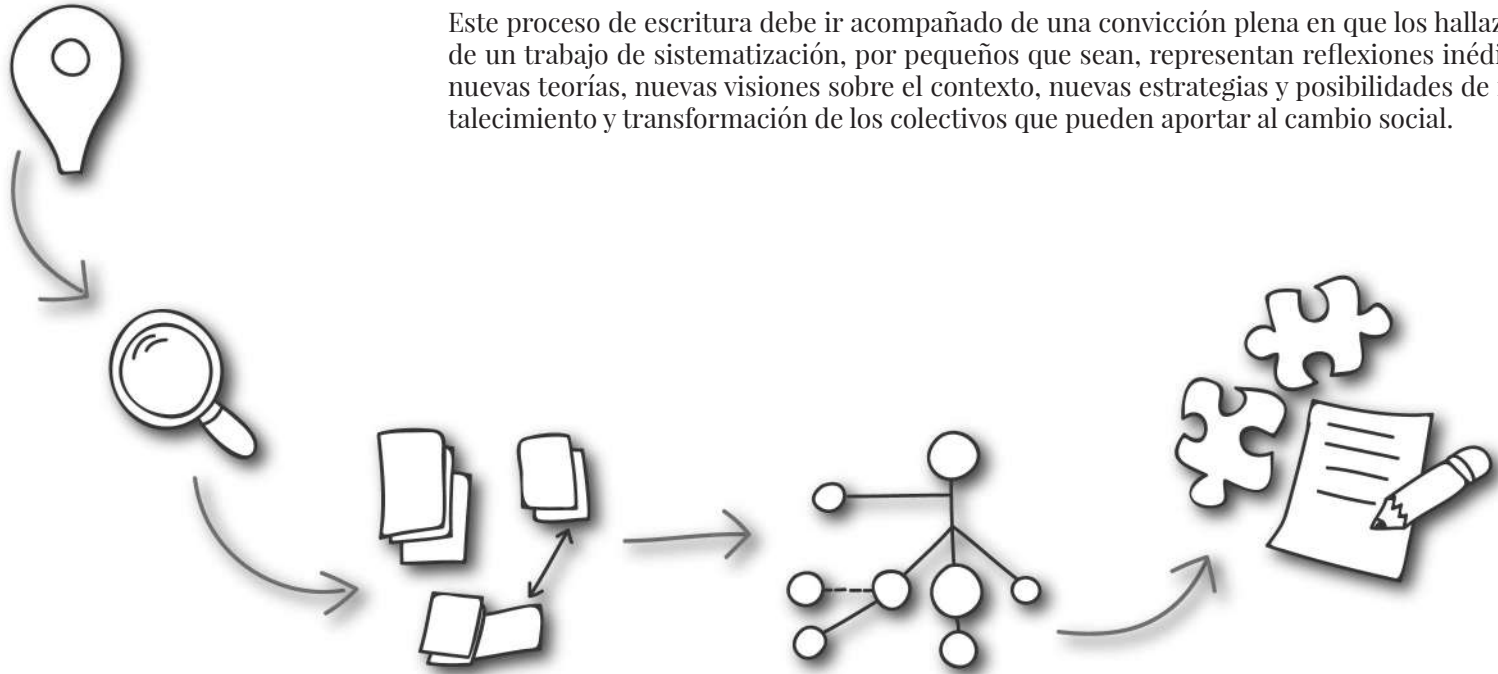 Este proceso de escritura debe ir acompañado de una convicción plena en que los hallaz
de un trabajo de sistematización, por pequeños que sean, representan reflexiones inédi
nuevas teorías, nuevas visiones sobre el contexto, nuevas estrategias y posibilidades de
talecimiento y transformación de los colectivos que pueden aportar al cambio social.